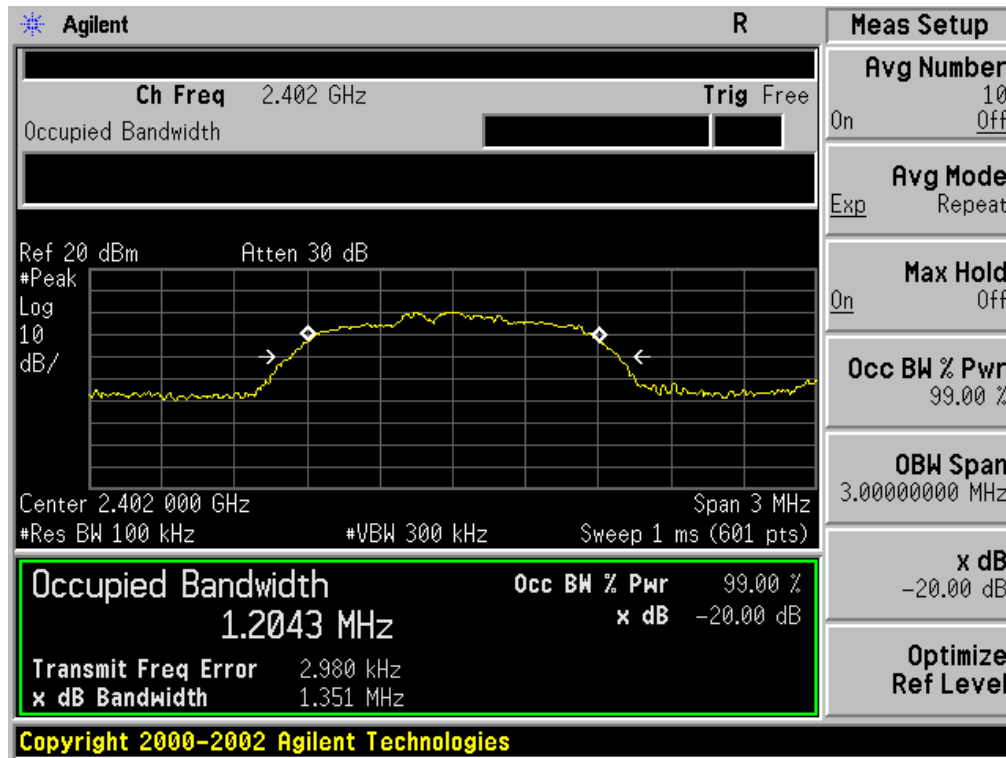 Agilent R
Ch Freq 2.402 GHz Trig Free
Occupied Bandwidth
Ref 20 dBm Atten 30 dB
#Peak
Log
10
dB/
Center 2.402 000 GHz Span 3 MHz
#Res BW 100 kHz #VBW 300 kHz Sweep 1 ms (601 pts)
Occupied Bandwidth Occ BW % Pwr 99.00 %
1.2043 MHz x dB -20.00 dB
Transmit Freq Error 2.980 kHz
x dB Bandwidth 1.351 MHz
Copyright 2000-2002 Agilent Technologies
Meas Setup
Avg Number
10
On Off
Avg Mode
Exp Repeat
Max Hold
On Off
Occ BW % Pwr
99.00 %
OBW Span
3.00000000 MHz
x dB
-20.00 dB
Optimize
Ref Level